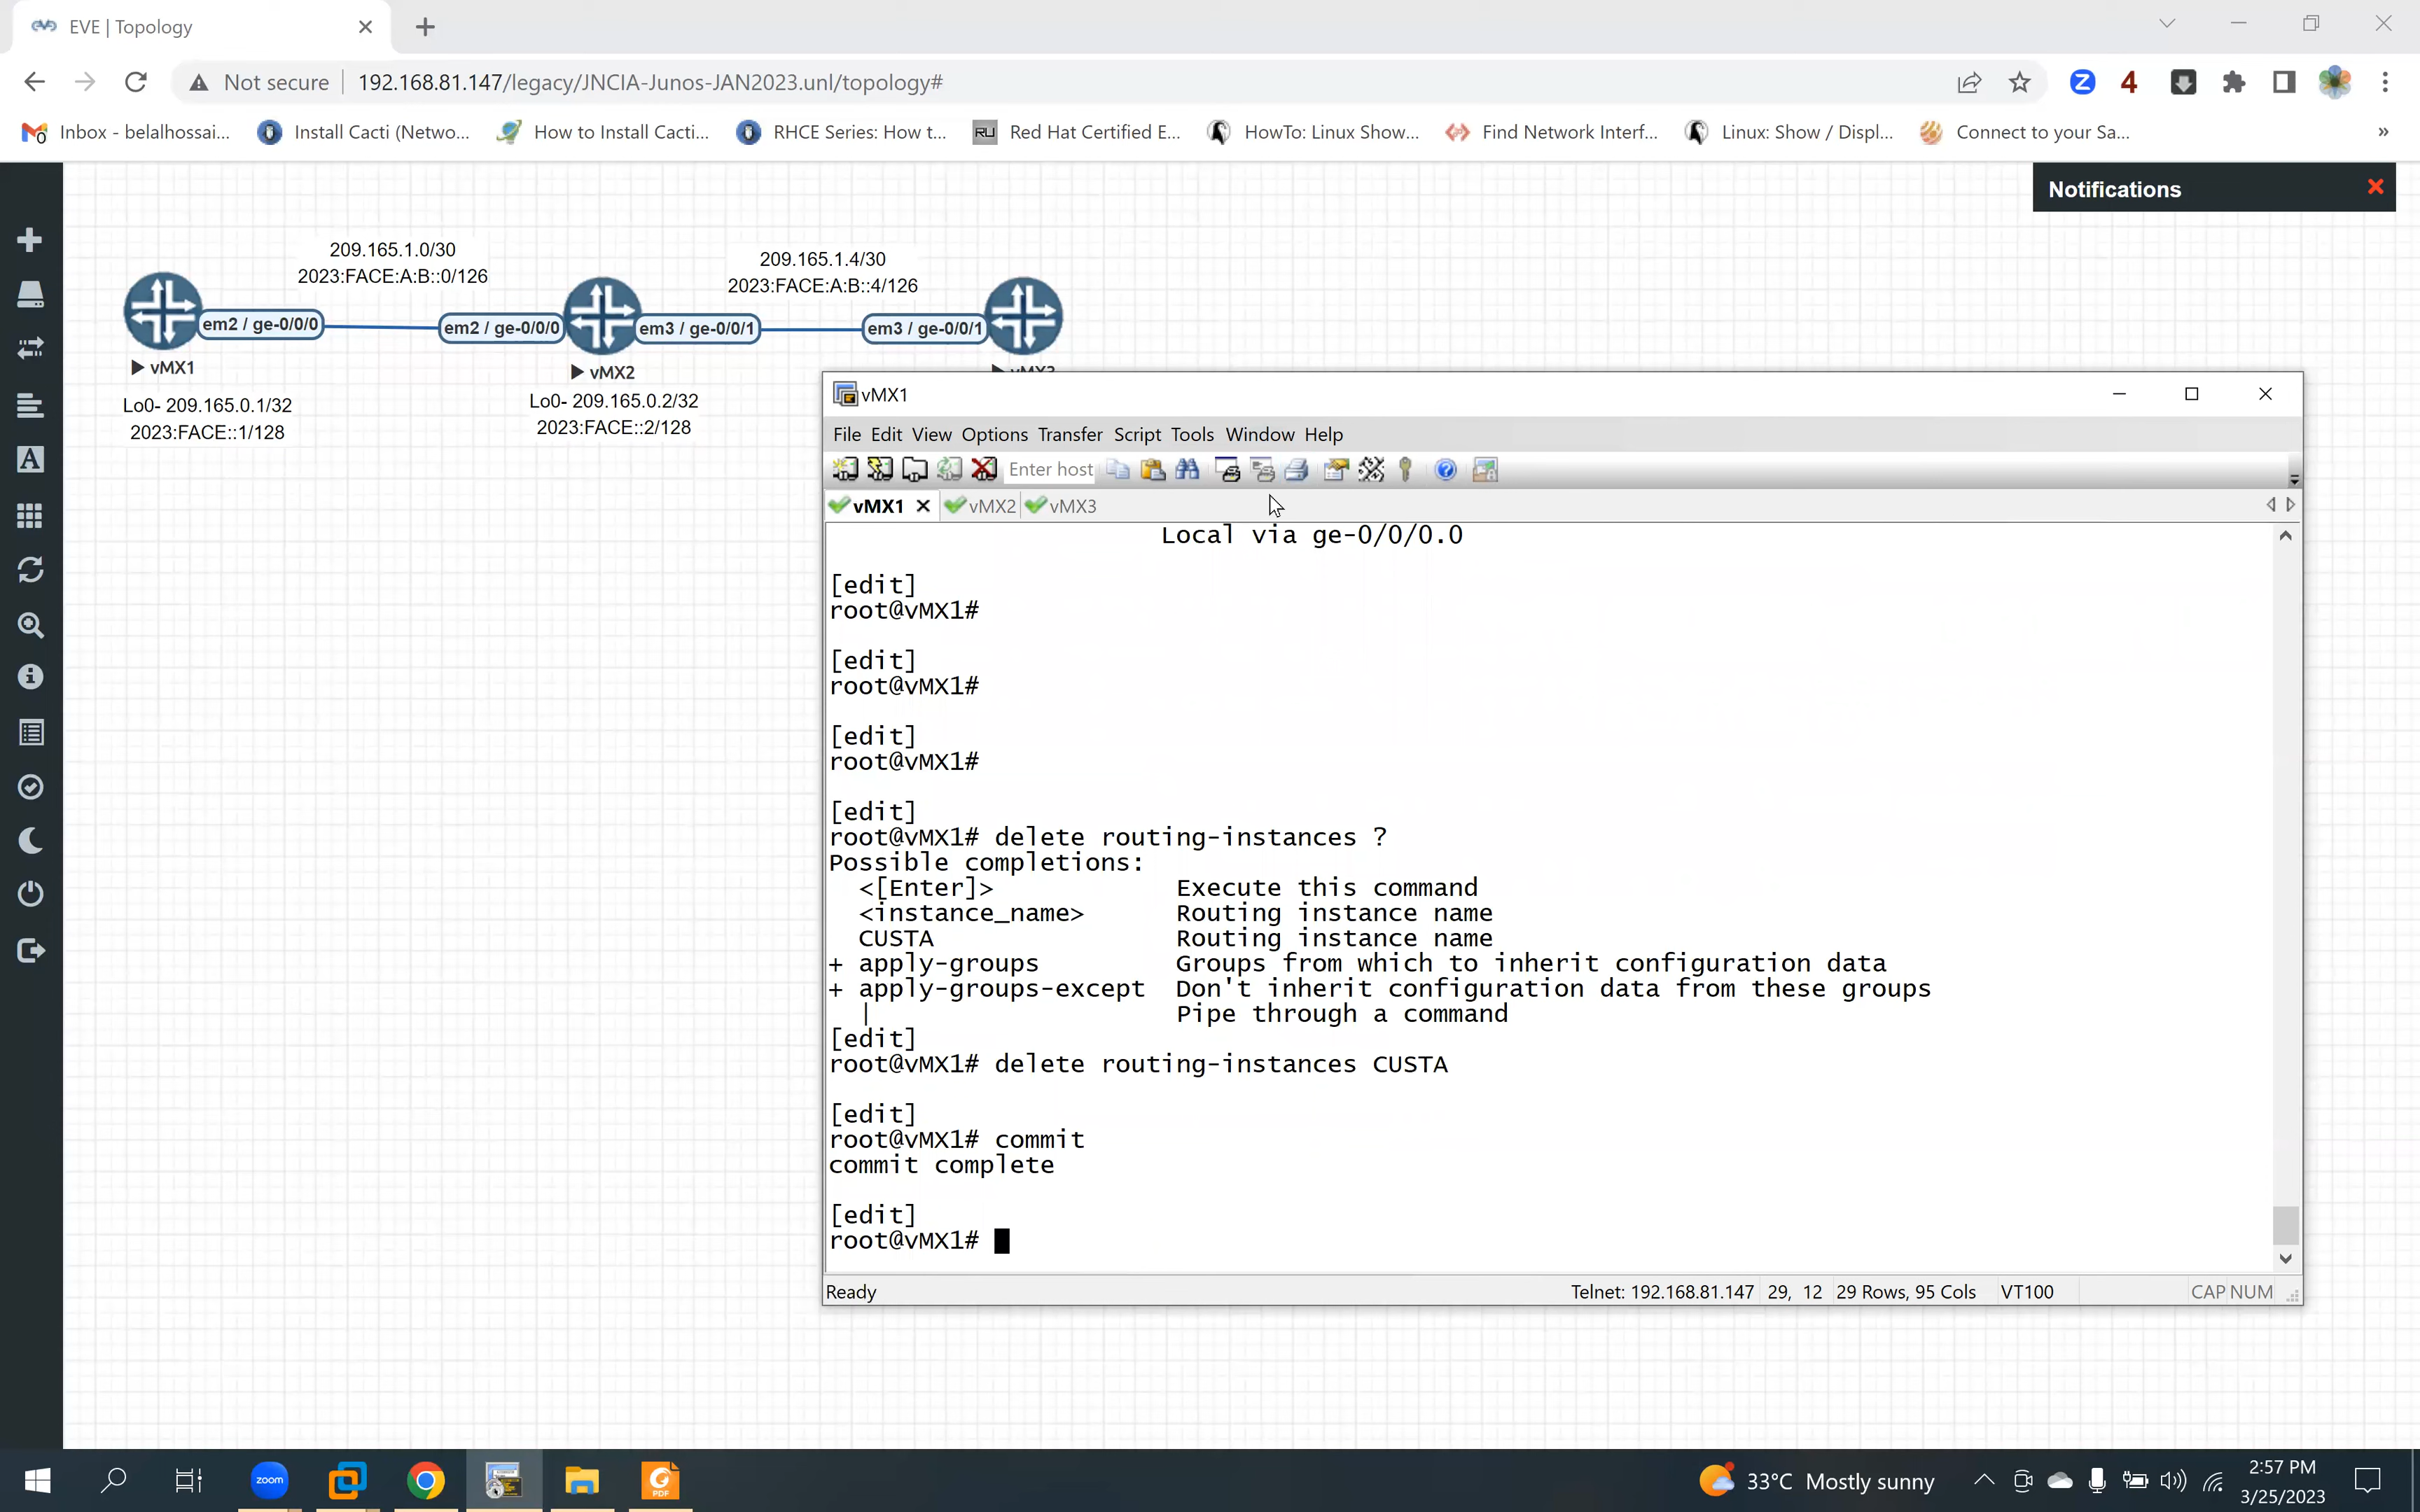 EVE | Topology
Not secure
192.168.81.147/legacy/JNCIA-Junos-JAN2023.unl/topology#
Inbox - belalhossai...
Install Cacti (Netwo...
How to Install Cacti...
RHCE Series: How t...
RU
Red Hat Certified E...
HowTo: Linux Show...
Find Network Interf...
Linux: Show / Displ...
Connect to your Sa...
»
Notifications
209.165.1.0/30
2023:FACE:A:B::0/126
209.165.1.4/30
2023:FACE:A:B::4/126
em2 / ge-0/0/0
em2 / ge-0/0/0
em3 / ge-0/0/1
em3 / ge-0/0/1
vMX1
vMX2
Lo0- 209.165.0.1/32
2023:FACE::1/128
Lo0- 209.165.0.2/32
2023:FACE::2/128
vMX1
File Edit View Options Transfer Script Tools Window Help
Enter host
vMX1
vMX2
vMX3
Local via ge-0/0/0.0
[edit]
root@vMX1#
[edit]
root@vMX1#
[edit]
root@vMX1#
[edit]
root@vMX1# delete routing-instances ?
Possible completions:
<[Enter]> Execute this command
<instance_name> Routing instance name
CUSTA Routing instance name
+ apply-groups Groups from which to inherit configuration data
+ apply-groups-except Don't inherit configuration data from these groups
| Pipe through a command
[edit]
root@vMX1# delete routing-instances CUSTA
[edit]
root@vMX1# commit
commit complete
[edit]
root@vMX1#
Ready
Telnet: 192.168.81.147 29, 12 29 Rows, 95 Cols VT100 CAP NUM
zoom
PDF
33°C Mostly sunny
2:57 PM
3/25/2023